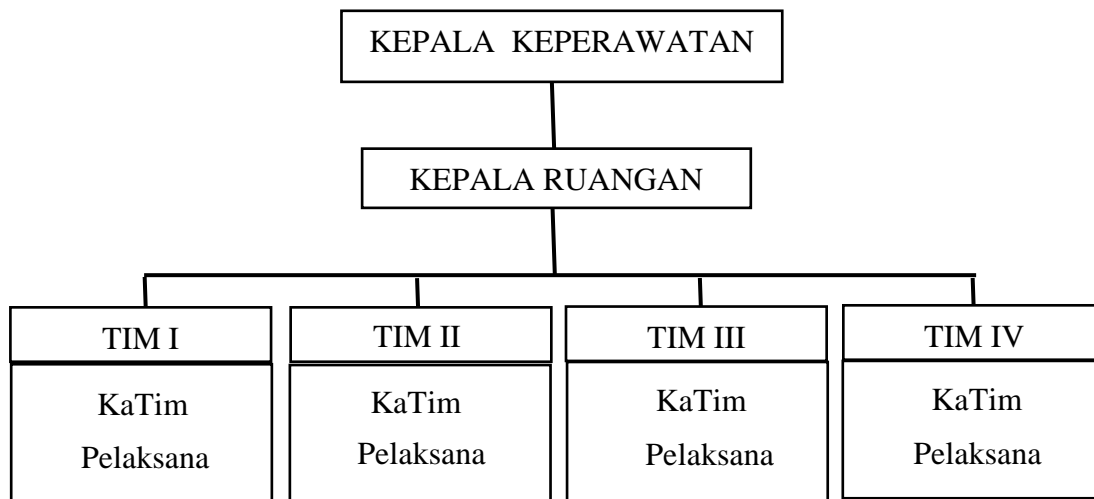 KEPALA KEPERAWATAN
KEPALA RUANGAN
TIM I
KaTim
Pelaksana
TIM II
KaTim
Pelaksana
TIM III
KaTim
Pelaksana
TIM IV
KaTim
Pelaksana